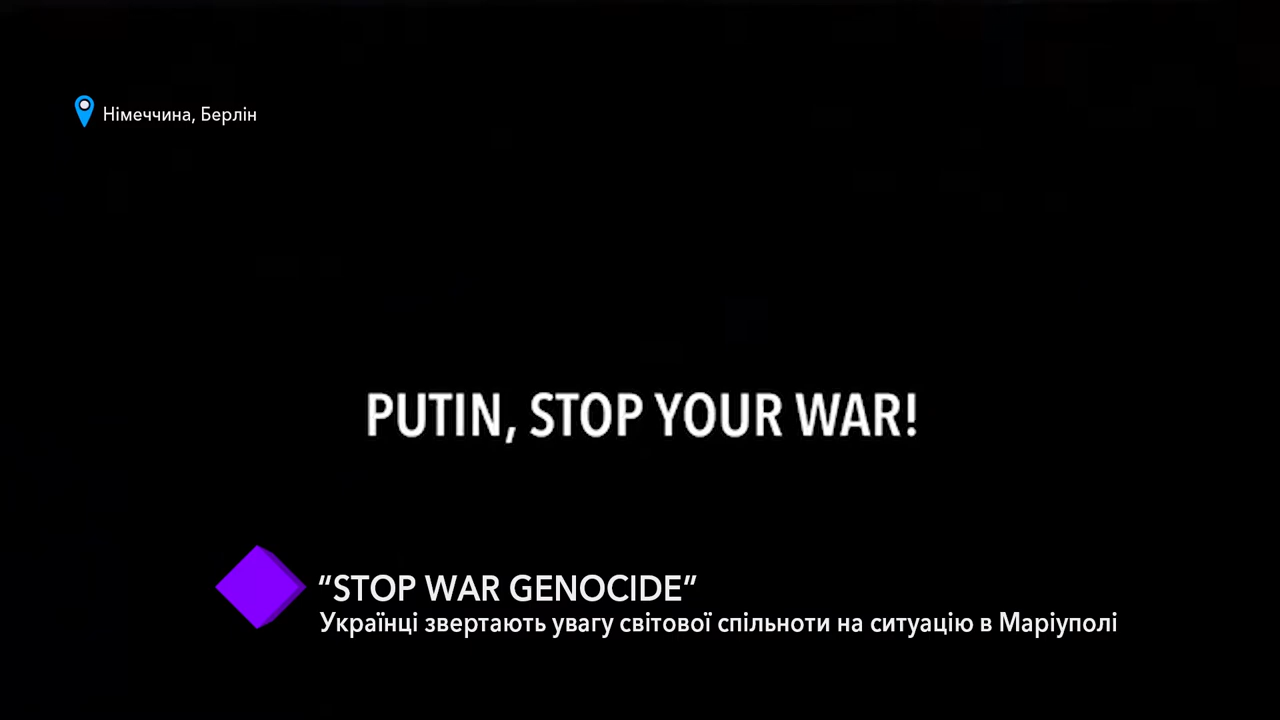 Німеччина, Берлін
PUTIN, STOP YOUR WAR!
“STOP WAR GENOCIDE”
Українці звертають увагу світової спільноти на ситуацію в Маріуполі